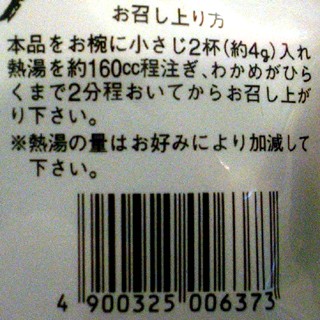 お召し上り方
本品をお椀に小さじ2杯(約4g)入れ
熱湯を約160cc程注ぎ、わかめがひら
くまで2分程おいてからお召し上が
り下さい。
※熱湯の量はお好みにより加減して
下さい。
4 900325 006373